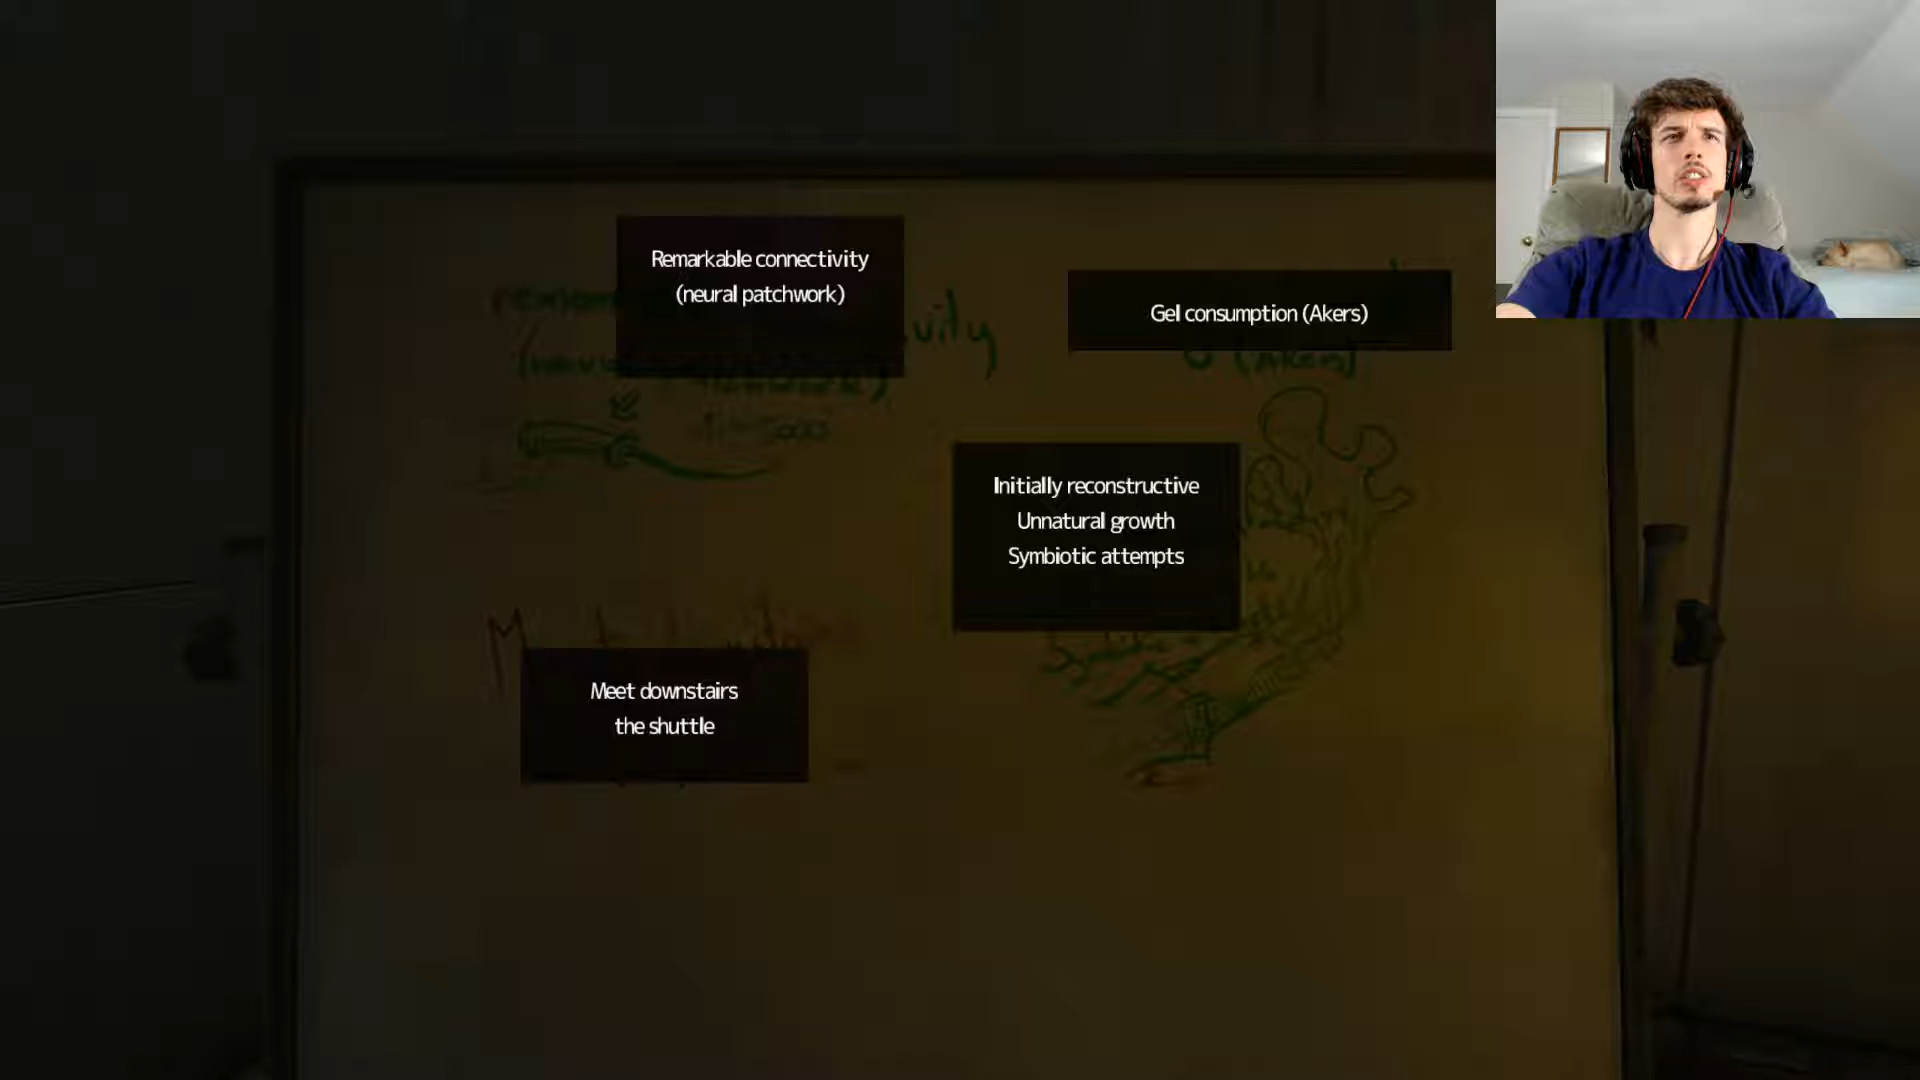 Remarkable connectivity
(neural patchwork)
Gel consumption (Akers)
Initially reconstructive
Unnatural growth
Symbiotic attempts
Meet downstairs
the shuttle